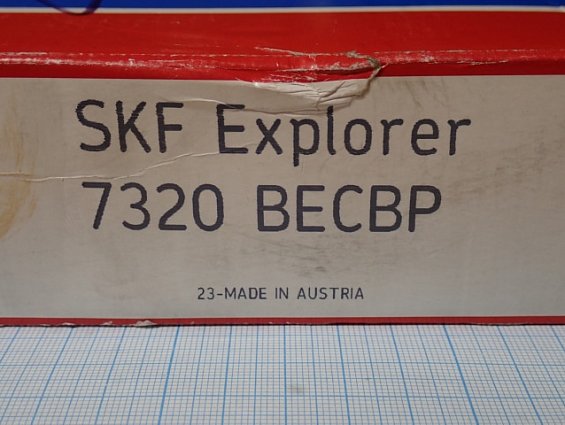 SKF Explorer
7320 BECBP
23-MADE IN AUSTRIA